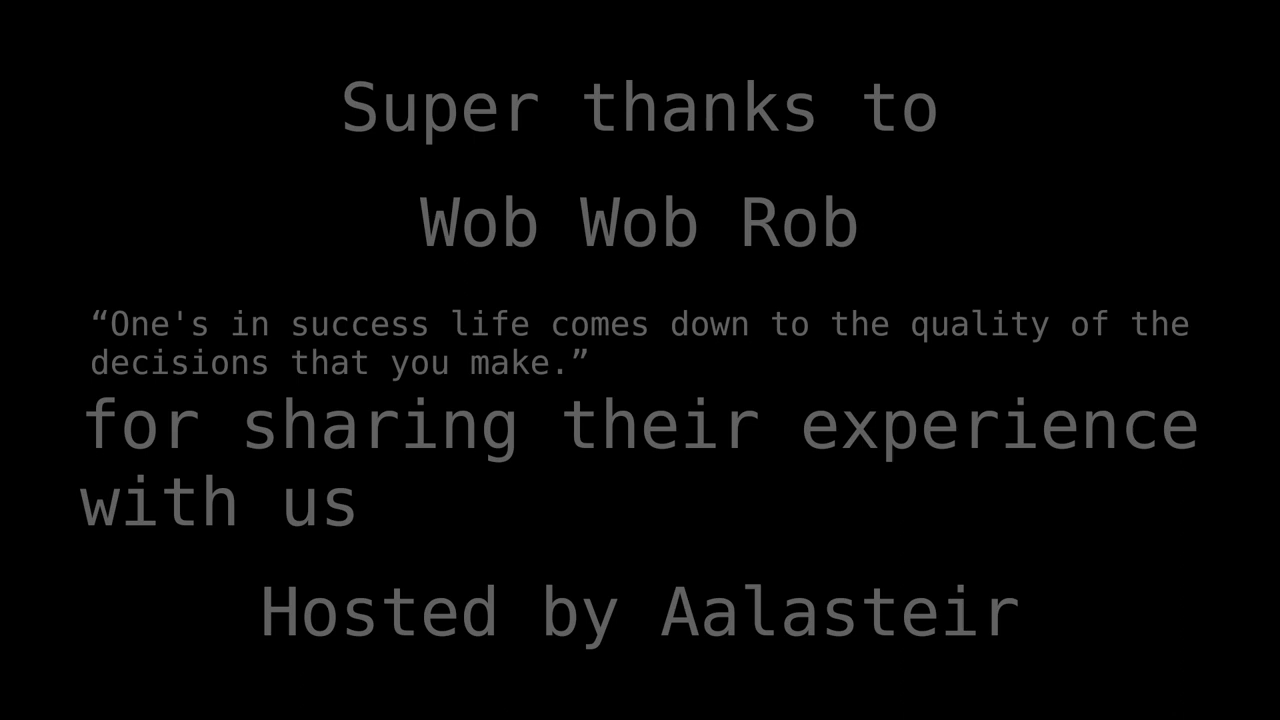 Super thanks to
Wob Wob Rob
“One's in success life comes down to the quality of the
decisions that you make.”
for sharing their experience
with us
Hosted by Aalasteir